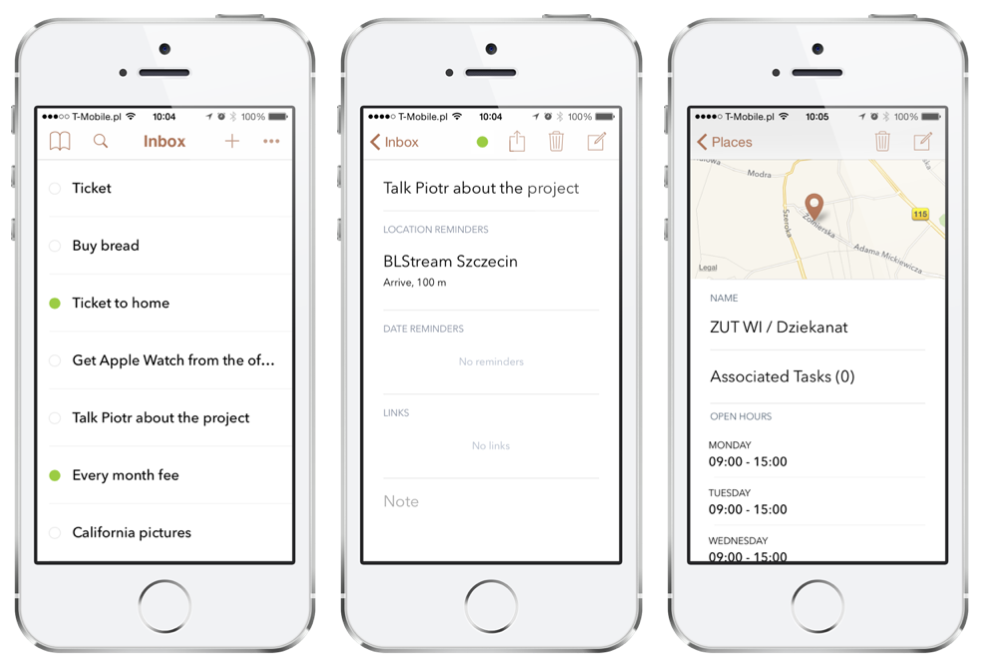 T-Mobile.pl 10:04 100%
Inbox
Ticket
Buy bread
Ticket to home
Get Apple Watch from the of...
Talk Piotr about the project
Every month fee
California pictures
T-Mobile.pl 10:04 100%
Inbox
Talk Piotr about the project
LOCATION REMINDERS
BLStream Szczecin
Arrive, 100 m
DATE REMINDERS
No reminders
LINKS
No links
Note
T-Mobile.pl 10:05 100%
Places
Modra
Szeroka
Żołnierska
115
Adama Mickiewicza
Legal
NAME
ZUT WI / Dziekanat
Associated Tasks (0)
OPEN HOURS
MONDAY
09:00 - 15:00
TUESDAY
09:00 - 15:00
WEDNESDAY
09:00 - 15:00